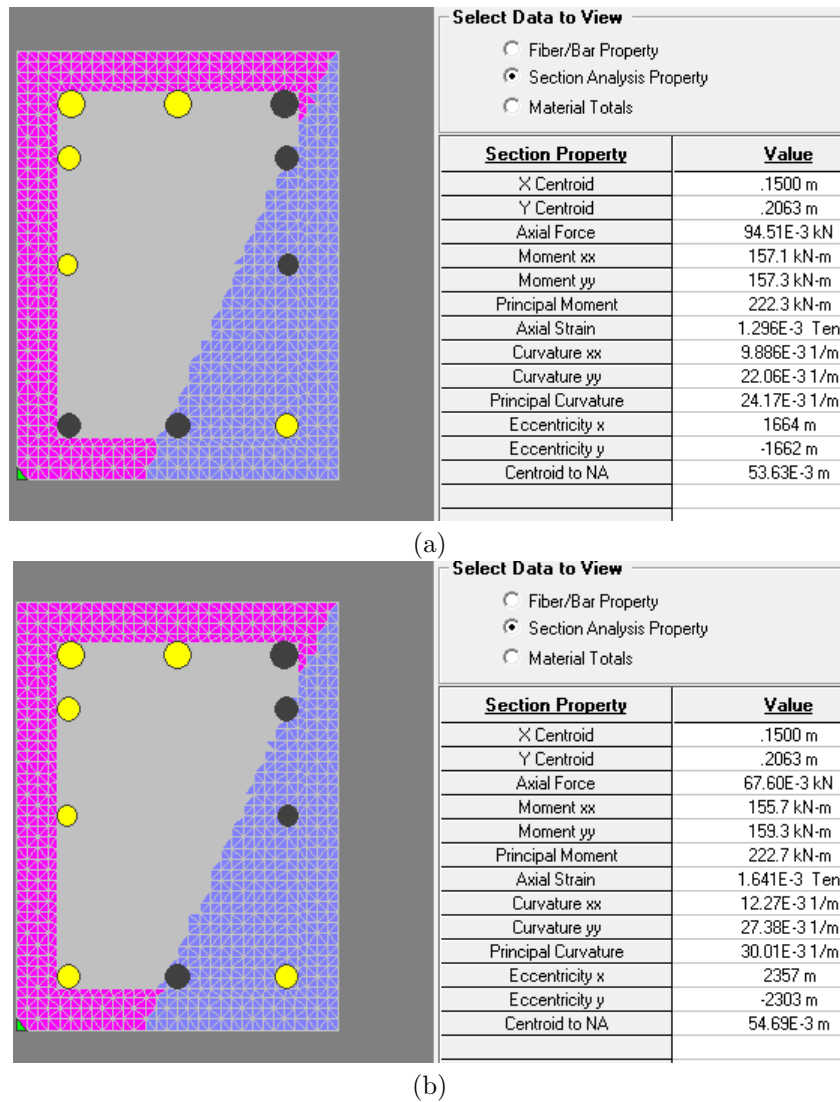 Select Data to View
Fiber/Bar Property
Section Analysis Property
Material Totals
Section Property Value
X Centroid .1500 m
Y Centroid .2063 m
Axial Force 94.51E-3 kN
Moment xx 157.1 kN-m
Moment yy 157.3 kN-m
Principal Moment 222.3 kN-m
Axial Strain 1.296E-3 Ten
Curvature xx 9.886E-3 1/m
Curvature yy 22.06E-3 1/m
Principal Curvature 24.17E-3 1/m
Eccentricity x 1664 m
Eccentricity y -1662 m
Centroid to NA 53.63E-3 m
(a)
Select Data to View
Fiber/Bar Property
Section Analysis Property
Material Totals
Section Property Value
X Centroid .1500 m
Y Centroid .2063 m
Axial Force 67.60E-3 kN
Moment xx 155.7 kN-m
Moment yy 159.3 kN-m
Principal Moment 222.7 kN-m
Axial Strain 1.641E-3 Ten
Curvature xx 12.27E-3 1/m
Curvature yy 27.38E-3 1/m
Principal Curvature 30.01E-3 1/m
Eccentricity x 2357 m
Eccentricity y -2303 m
Centroid to NA 54.69E-3 m
(b)